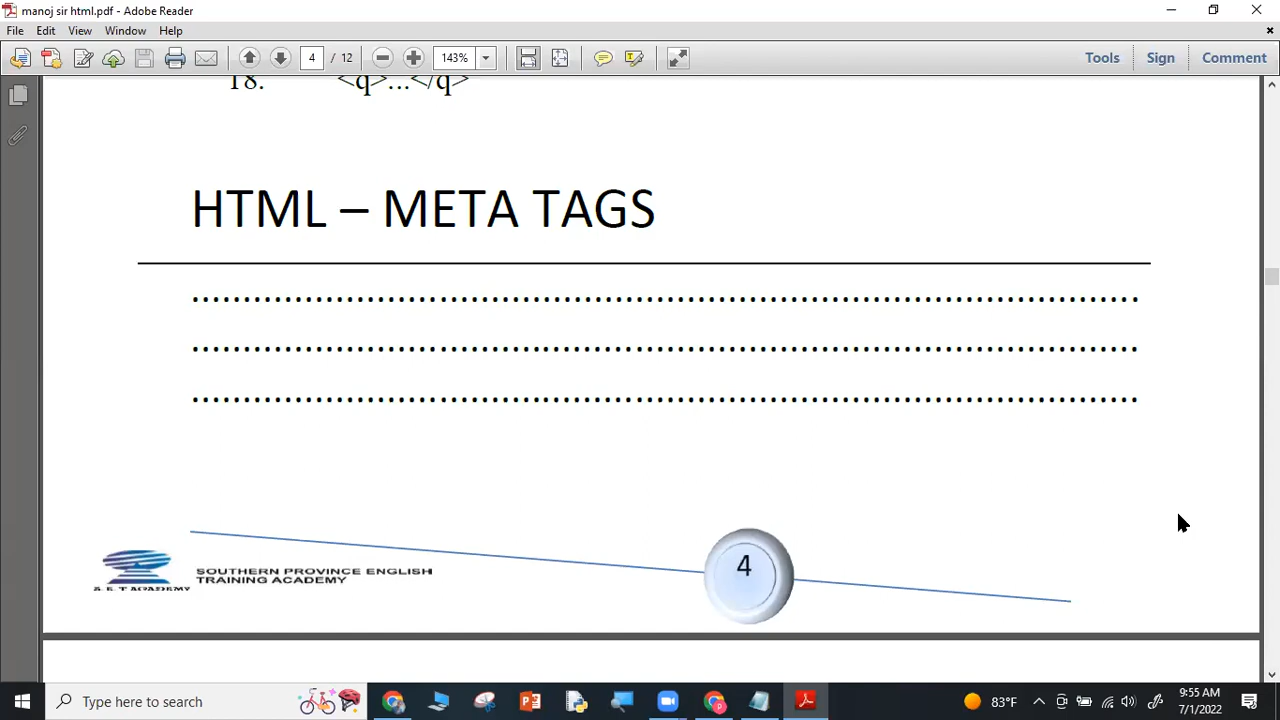 manoj sir html.pdf - Adobe Reader
File Edit View Window Help
4 / 12 143% Tools Sign Comment
18. <q>...</q>
HTML – META TAGS
................................................................................
................................................................................
................................................................................
4
SOUTHERN PROVINCE ENGLISH
TRAINING ACADEMY
S. E. T ACADEMY
Type here to search
83°F
9:55 AM
7/1/2022